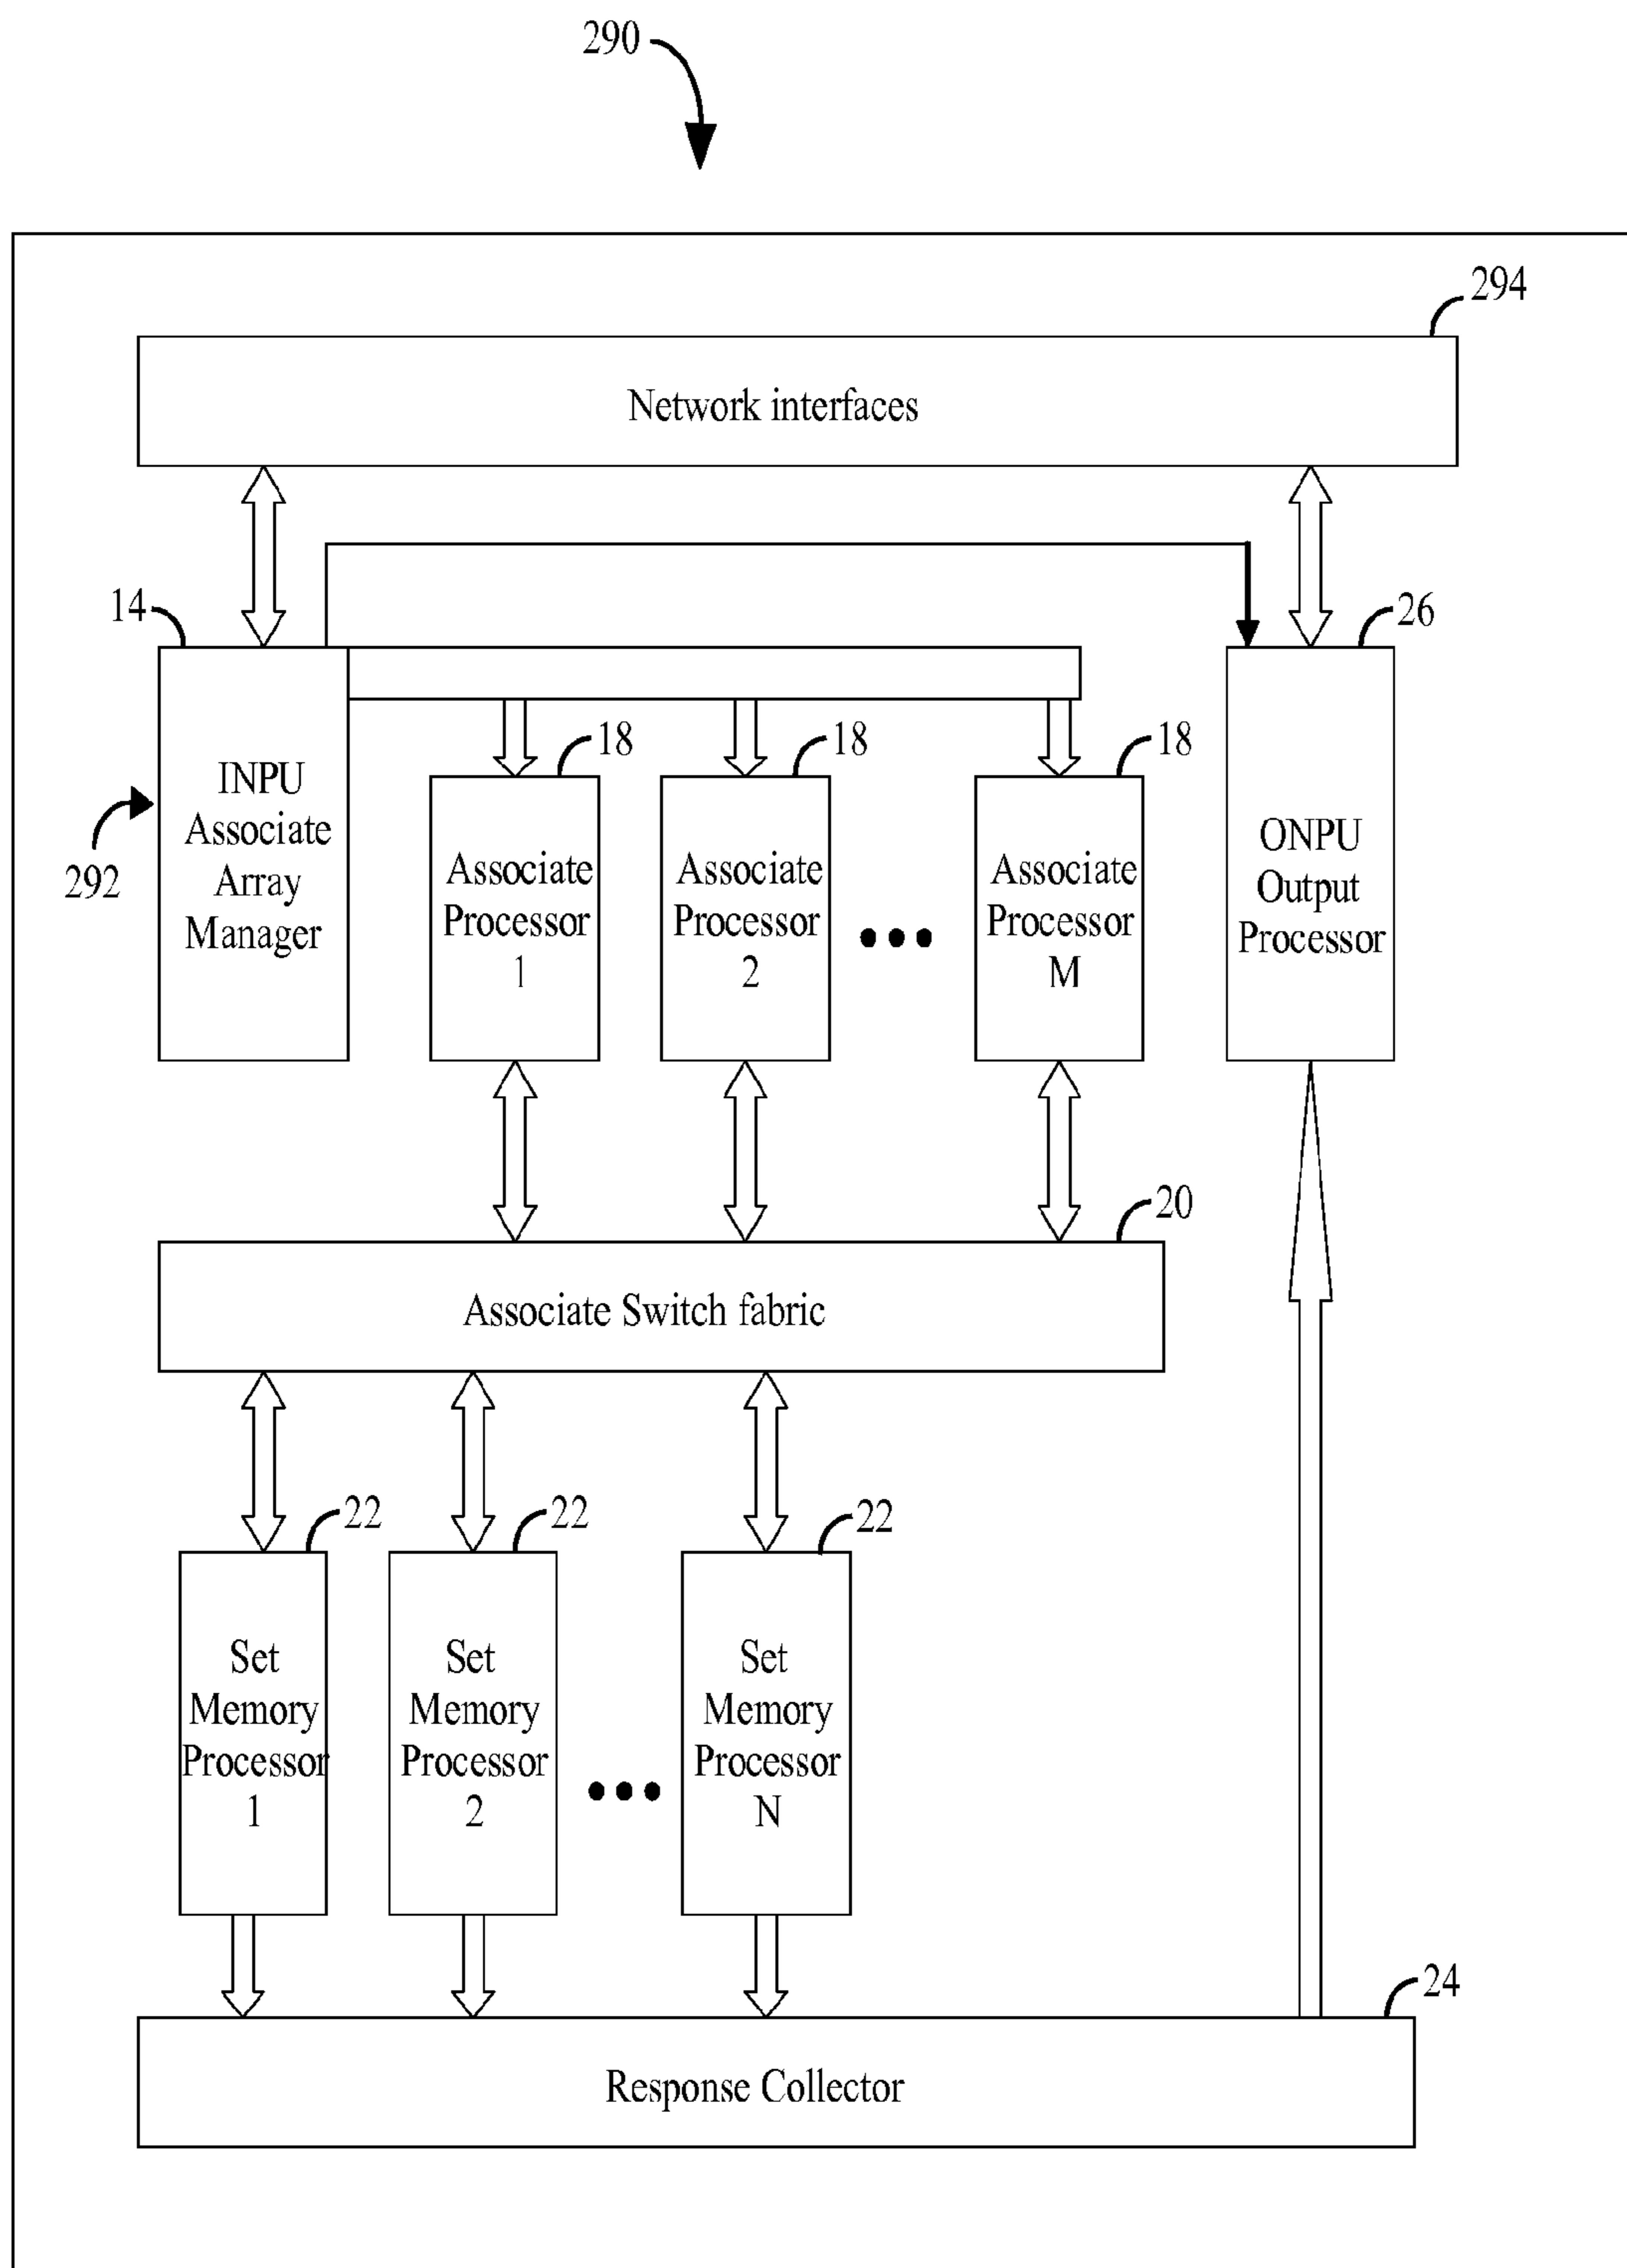 290
294
Network interfaces
14
26
18
18
18
INPU
Associate
Array
Manager
292
Associate
Processor
1
Associate
Processor
2
Associate
Processor
M
ONPU
Output
Processor
20
Associate Switch fabric
22
22
22
Set
Memory
Processor
1
Set
Memory
Processor
2
Set
Memory
Processor
N
24
Response Collector